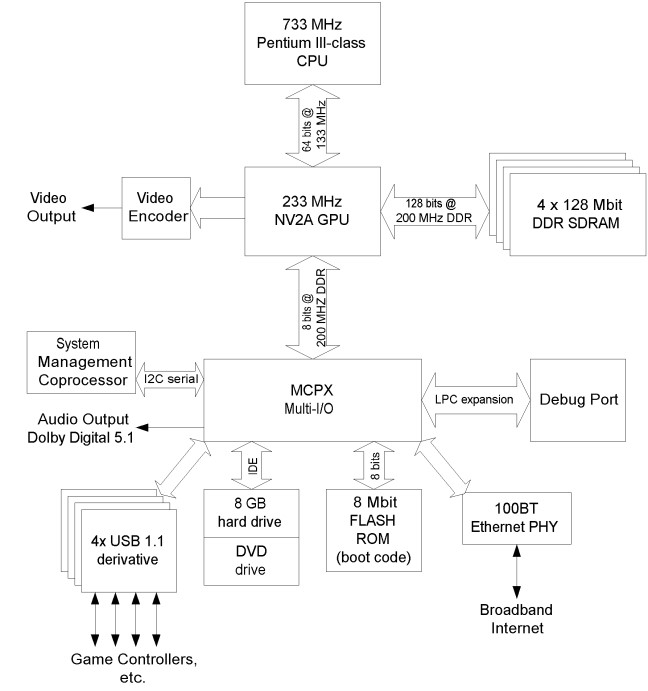 733 MHz
Pentium III-class
CPU
64 bits @
133 MHz
Video
Output
Video
Encoder
233 MHz
NV2A GPU
128 bits @
200 MHz DDR
4 x 128 Mbit
DDR SDRAM
8 bits @
200 MHZ DDR
System
Management
Coprocessor
I2C serial
MCPX
Multi-I/O
LPC expansion
Debug Port
Audio Output
Dolby Digital 5.1
IDE
8 bits
4x USB 1.1
derivative
8 GB
hard drive
DVD
drive
8 Mbit
FLASH
ROM
(boot code)
100BT
Ethernet PHY
Broadband
Internet
Game Controllers,
etc.